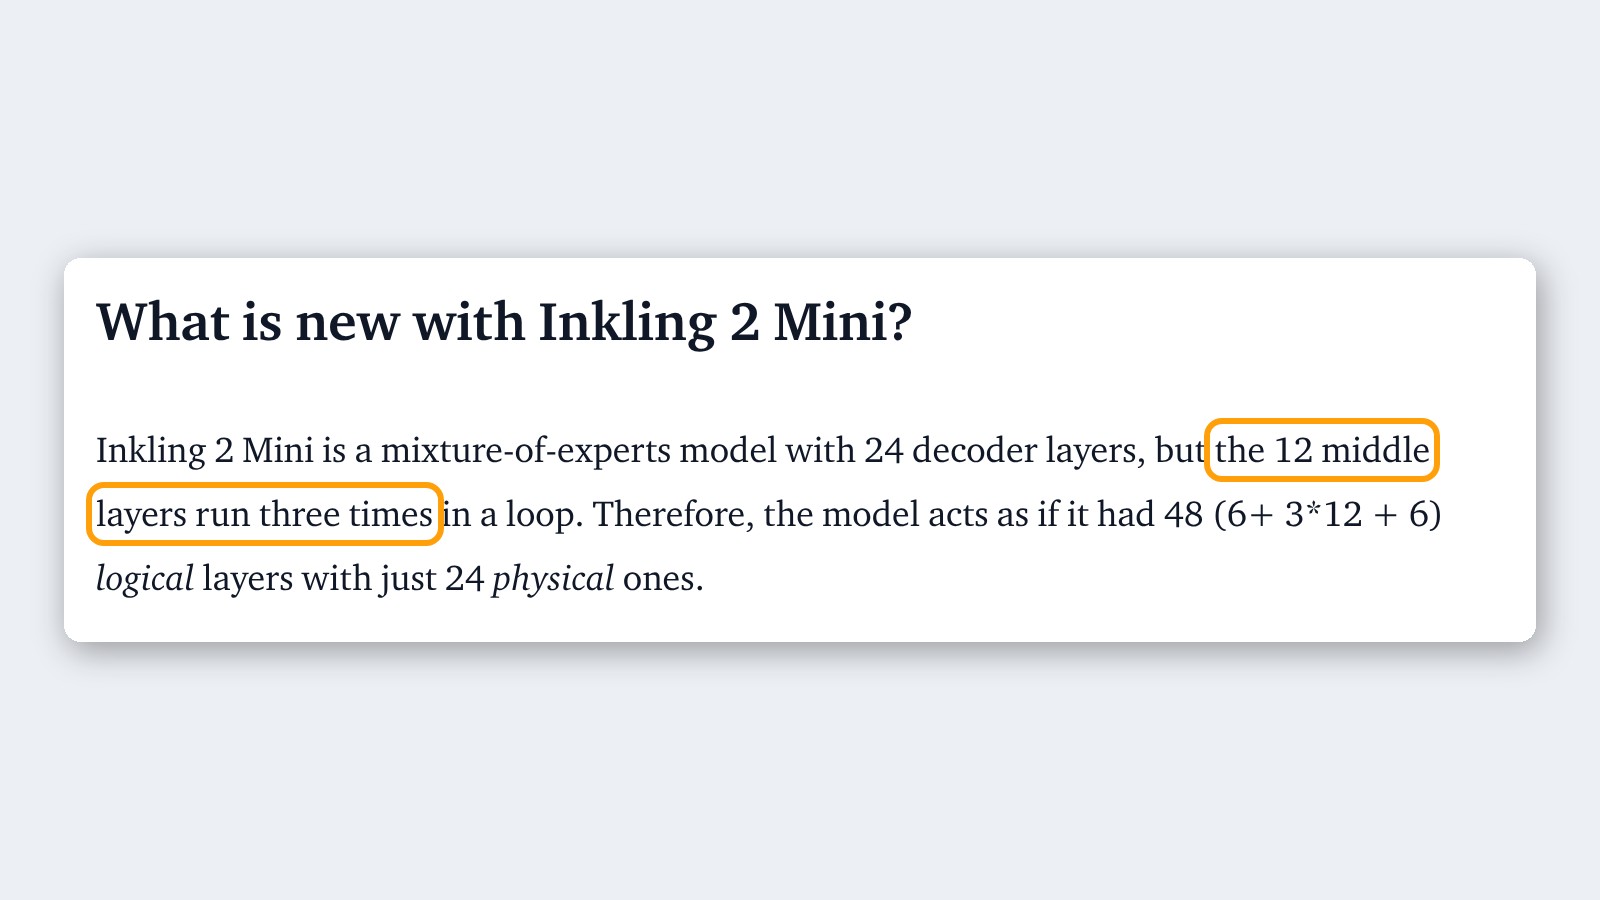 What is new with Inkling 2 Mini?
Inkling 2 Mini is a mixture-of-experts model with 24 decoder layers, but the 12 middle
layers run three times in a loop. Therefore, the model acts as if it had 48 (6+ 3*12 + 6)
logical layers with just 24 physical ones.